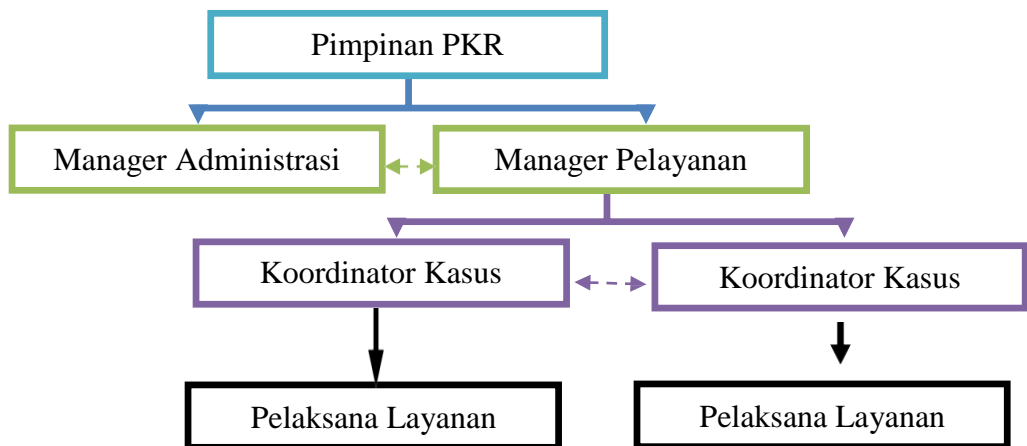 Pimpinan PKR
Manager Administrasi
Manager Pelayanan
Koordinator Kasus
Koordinator Kasus
Pelaksana Layanan
Pelaksana Layanan